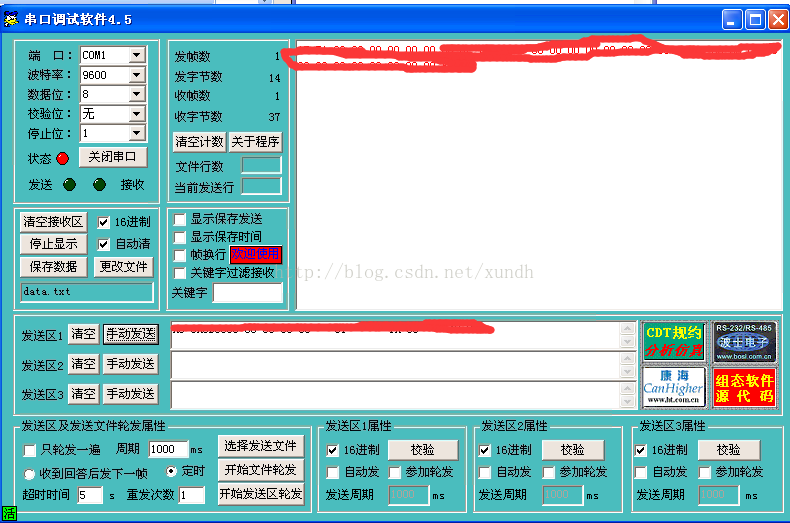 串口调试软件4.5
端 口: COM1
波特率: 9600
数据位: 8
校验位: 无
停止位: 1
状态 关闭串口
发送 接收
发帧数 1
发字节数 14
收帧数 1
收字节数 37
清空计数 关于程序
文件行数
当前发送行
清空接收区 16进制
停止显示 自动清
保存数据 更改文件
data.txt
显示保存发送
显示保存时间
帧换行 欢迎使用
关键字过滤接收
关键字
http://blog.csdn.net/xundh
发送区1 清空 手动发送
发送区2 清空 手动发送
发送区3 清空 手动发送
CDT规约
分析仿真
RS-232/RS-485
波士电子
www.bosi.com.cn
康海
CanHigher
www.ht.com.cn
组态软件
源代码
发送区及发送文件轮发属性
只轮发一遍 周期 1000 ms 选择发送文件
收到回答后发下一帧 定时 开始文件轮发
超时时间 5 s 重发次数 1 开始发送区轮发
发送区1属性
16进制 校验
自动发 参加轮发
发送周期 1000 ms
发送区2属性
16进制 校验
自动发 参加轮发
发送周期 1000 ms
发送区3属性
16进制 校验
自动发 参加轮发
发送周期 1000 ms
活